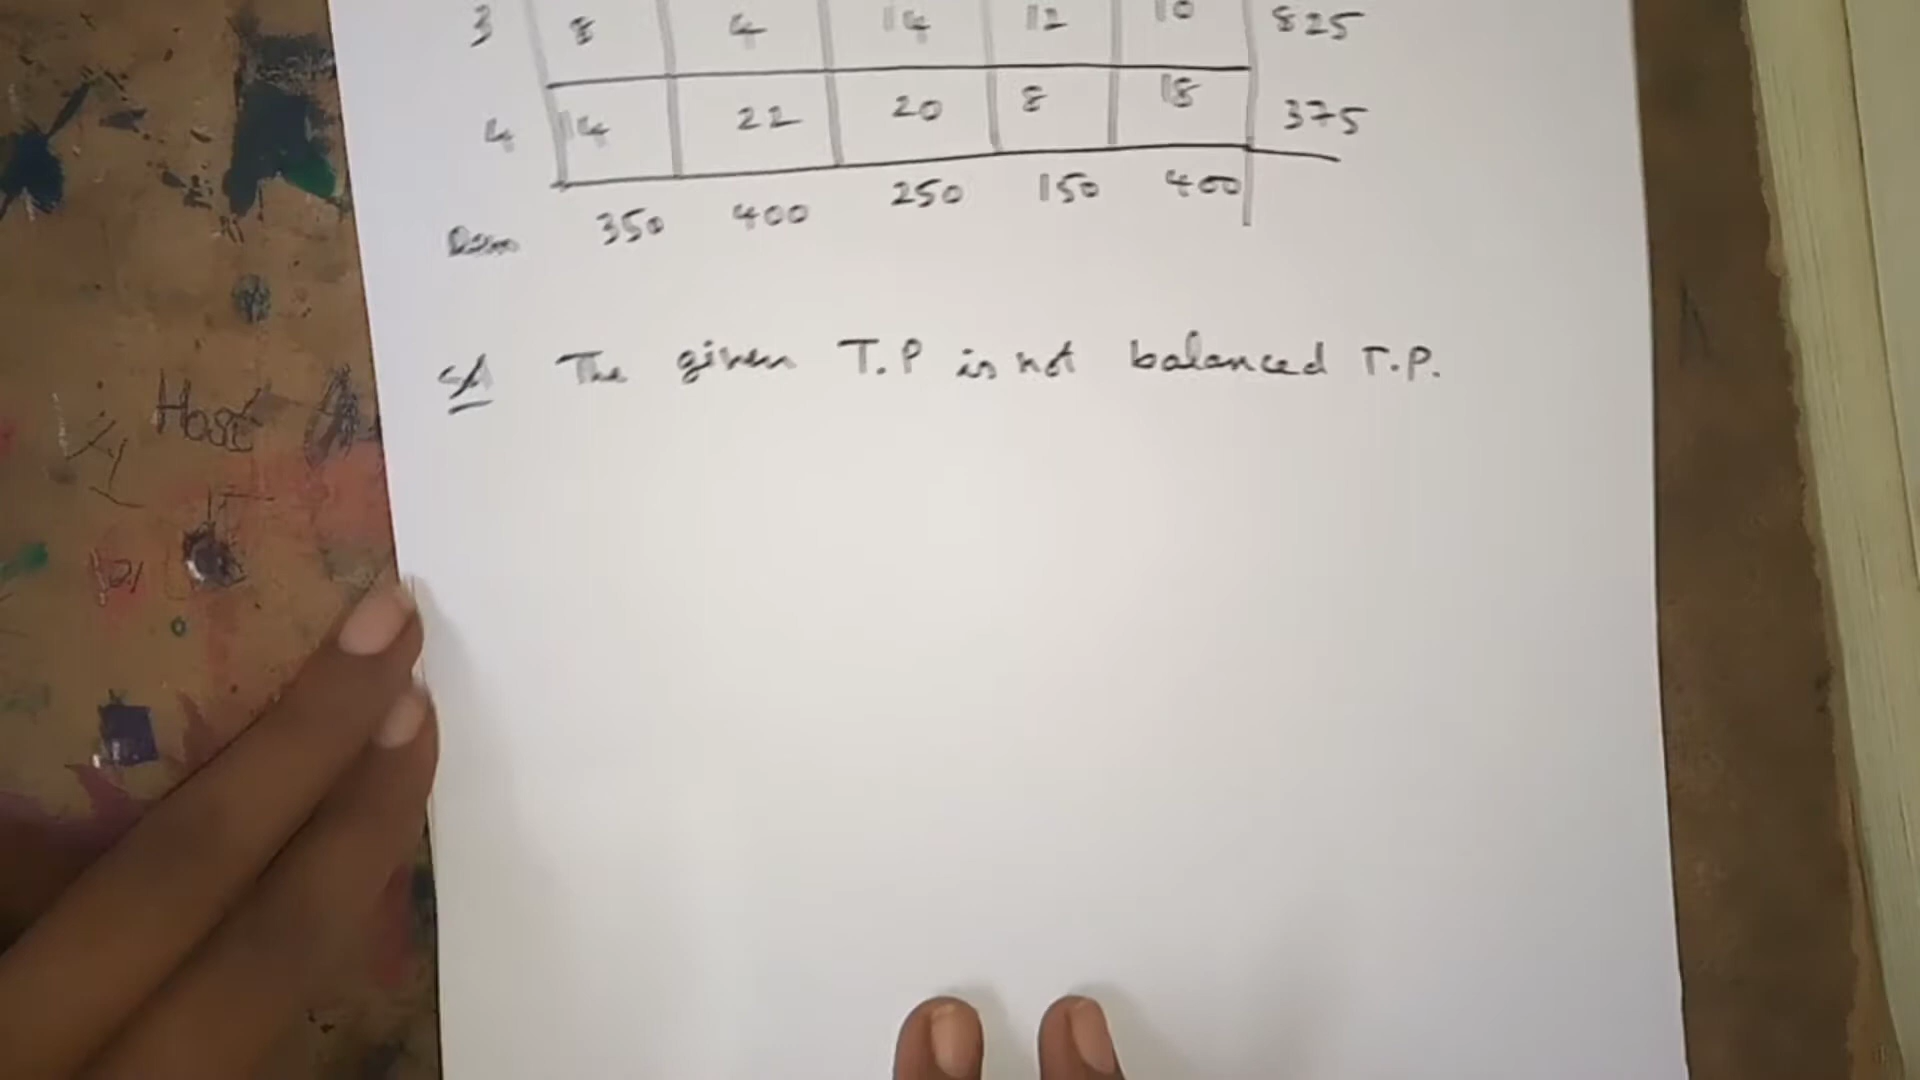 3 8 4 14 12 10 825
4 14 22 20 8 18 375
Dem 350 400 250 150 400
Sol The given T.P is not balanced T.P.
Host